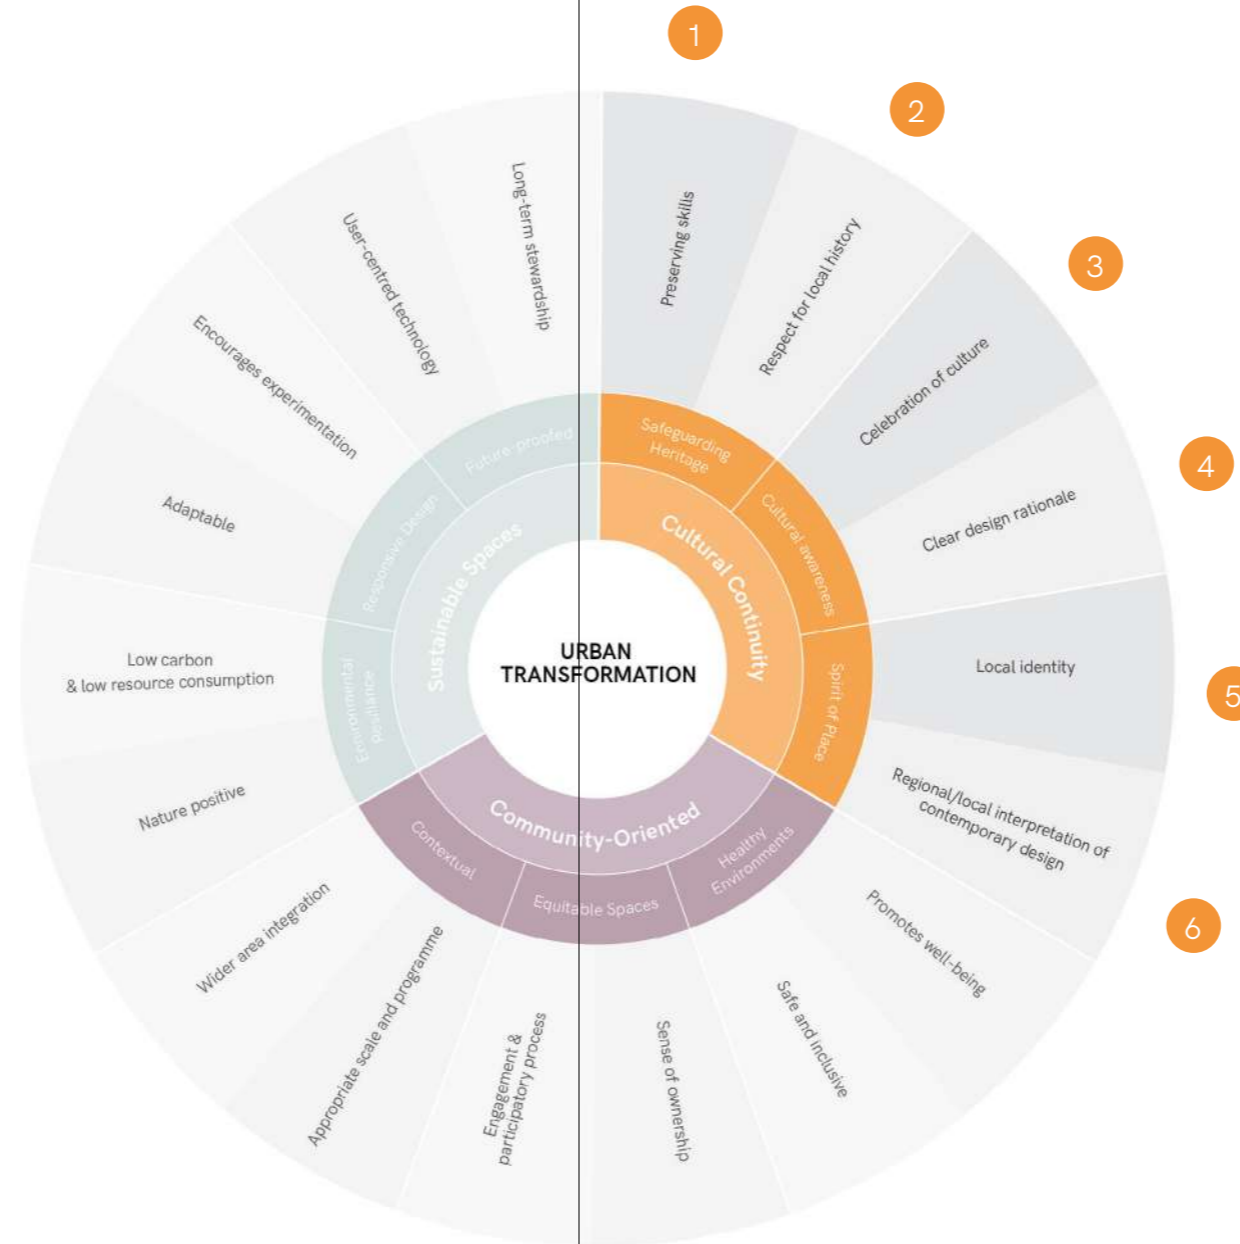 1
2
3
4
5
6
Preserving skills
Respect for local history
Celebration of culture
Clear design rationale
Local identity
Regional/local interpretation of
contemporary design
Promotes well-being
Safe and inclusive
Sense of ownership
Engagement &
participatory process
Appropriate scale and programme
Wider area integration
Nature positive
Low carbon
& low resource consumption
Adaptable
Encourages experimentation
User-centred technology
Long-term stewardship
Safeguarding
Heritage
Cultural awareness
Spirit of Place
Healthy
Environments
Equitable Spaces
Contextual
Environmental
Resiliance
Responsive Design
Future-proofed
Cultural Continuity
Community-Oriented
Sustainable Spaces
URBAN
TRANSFORMATION